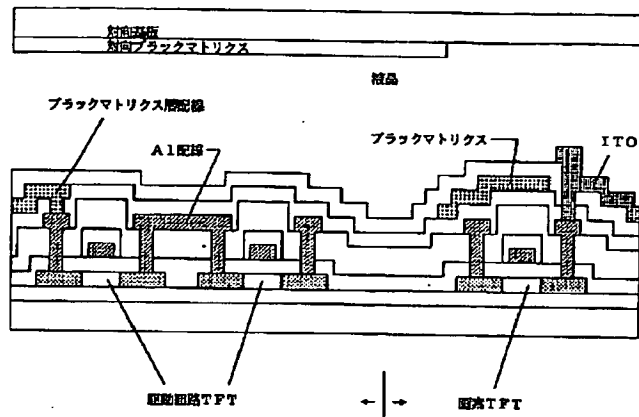 対向基板
対向ブラックマトリクス
液晶
ブラックマトリクス層配線
Al配線
ブラックマトリクス
ITO
駆動回路TFT
画素TFT